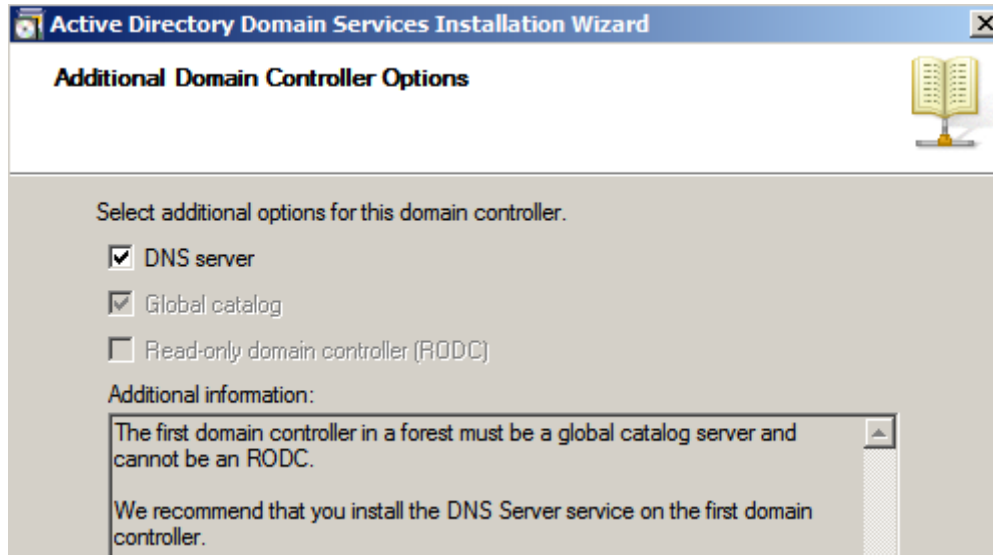 Active Directory Domain Services Installation Wizard
Additional Domain Controller Options
Select additional options for this domain controller.
DNS server
Global catalog
Read-only domain controller (RODC)
Additional information:
The first domain controller in a forest must be a global catalog server and
cannot be an RODC.
We recommend that you install the DNS Server service on the first domain
controller.